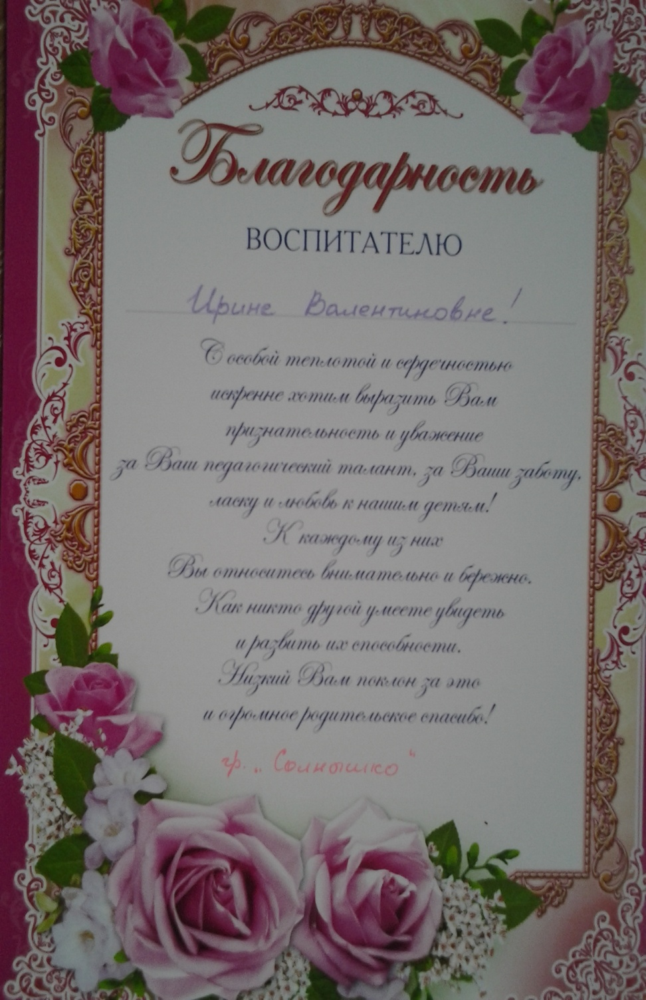 Благодарность
ВОСПИТАТЕЛЮ
Ирине Валентиновне!
С особой теплотой и сердечностью
искренне хотим выразить Вам
признательность и уважение
за Ваш педагогический талант, за Вашу заботу,
ласку и любовь к нашим детям!
К каждому из них
Вы относитесь внимательно и бережно.
Как никто другой умеете увидеть
и развить их способности.
Низкий Вам поклон за это
и огромное родительское спасибо!
гр. „Солнышко"